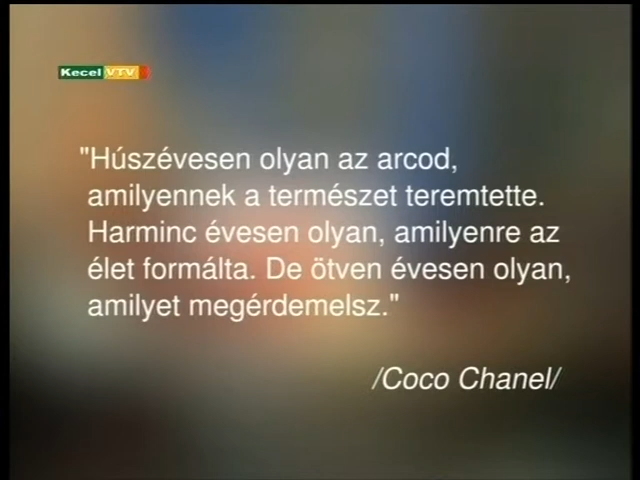 Kecel VTV
"Húszévesen olyan az arcod,
amilyennek a természet teremtette.
Harminc évesen olyan, amilyenre az
élet formálta. De ötven évesen olyan,
amilyet megérdemelsz."
/Coco Chanel/